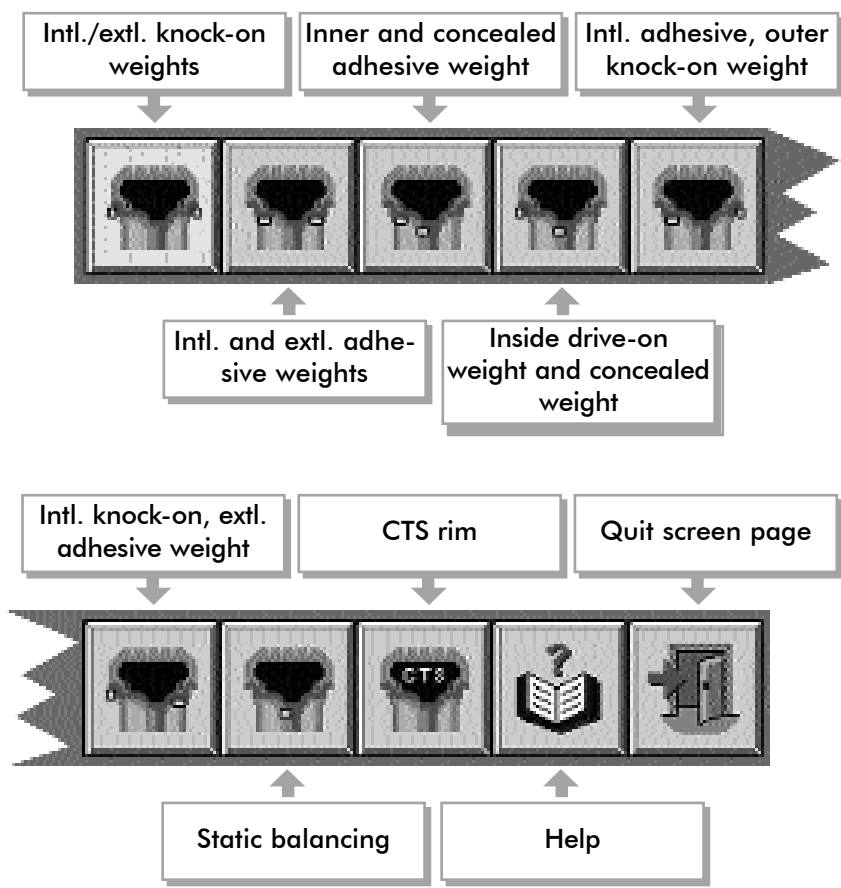 Intl./extl. knock-on
weights
Inner and concealed
adhesive weight
Intl. adhesive, outer
knock-on weight
Intl. and extl. adhe-
sive weights
Inside drive-on
weight and concealed
weight
Intl. knock-on, extl.
adhesive weight
CTS rim
Quit screen page
CTS
?
Static balancing
Help